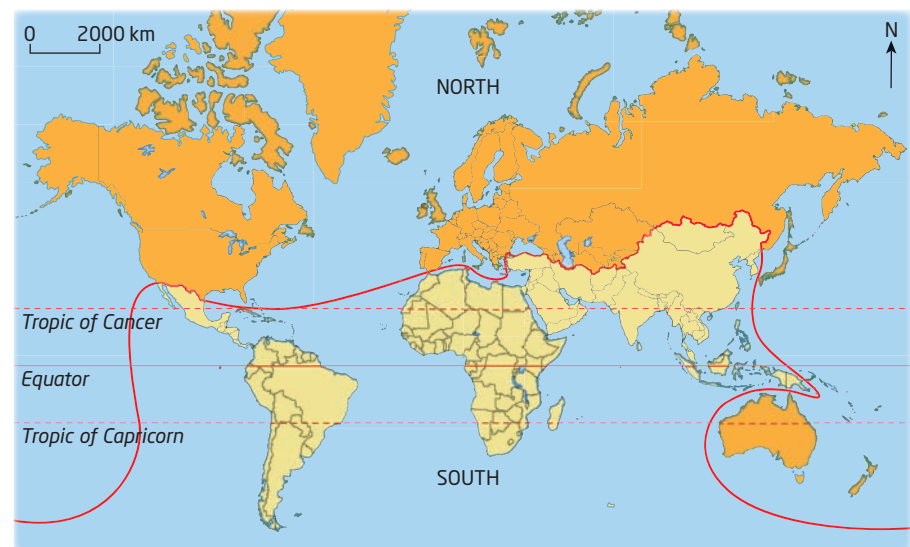 0 2000 km
N
NORTH
Tropic of Cancer
Equator
Tropic of Capricorn
SOUTH